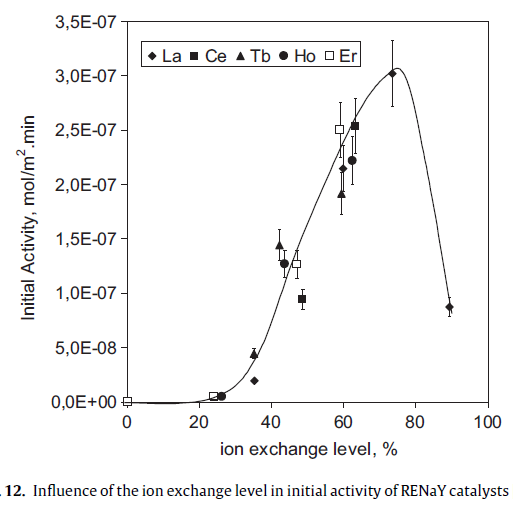 3,5E-07
3,0E-07
2,5E-07
2,0E-07
1,5E-07
1,0E-07
5,0E-08
0,0E+00
Initial Activity, mol/m².min
La Ce Tb Ho Er
0 20 40 60 80 100
ion exchange level, %
. 12. Influence of the ion exchange level in initial activity of RENaY catalysts